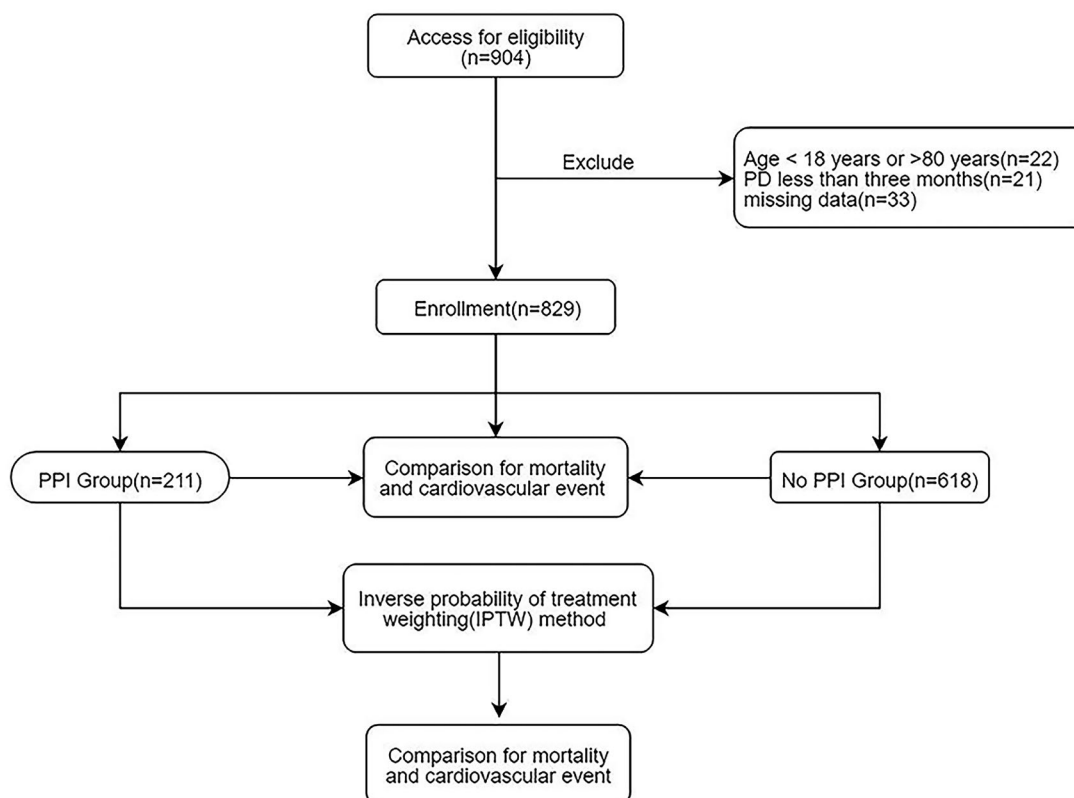 Access for eligibility
(n=904)
Exclude
Age < 18 years or >80 years(n=22)
PD less than three months(n=21)
missing data(n=33)
Enrollment(n=829)
PPI Group(n=211)
Comparison for mortality
and cardiovascular event
No PPI Group(n=618)
Inverse probability of treatment
weighting(IPTW) method
Comparison for mortality
and cardiovascular event